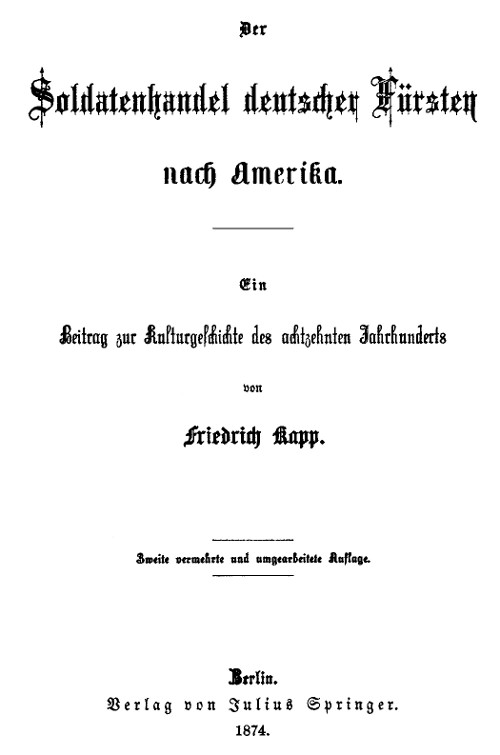 Der
Soldatenhandel deutscher Fürsten
nach Amerika.
Ein
Beitrag zur Kulturgeschichte des achtzehnten Jahrhunderts
von
Friedrich Kapp.
Zweite vermehrte und umgearbeitete Auflage.
Berlin.
Verlag von Julius Springer.
1874.